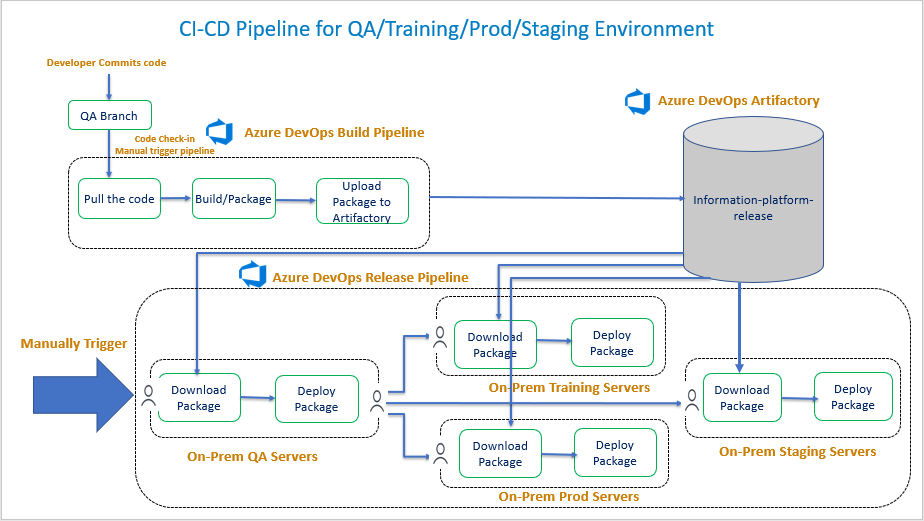 CI-CD Pipeline for QA/Training/Prod/Staging Environment
Developer Commits code
QA Branch
Code Check-in
Manual trigger pipeline
Azure DevOps Build Pipeline
Azure DevOps Artifactory
Pull the code
Build/Package
Upload
Package to
Artifactory
Information-platform-
release
Azure DevOps Release Pipeline
Manually Trigger
Download
Package
Deploy
Package
On-Prem Training Servers
Download
Package
Deploy
Package
On-Prem QA Servers
Download
Package
Deploy
Package
On-Prem Staging Servers
Download
Package
Deploy
Package
On-Prem Prod Servers